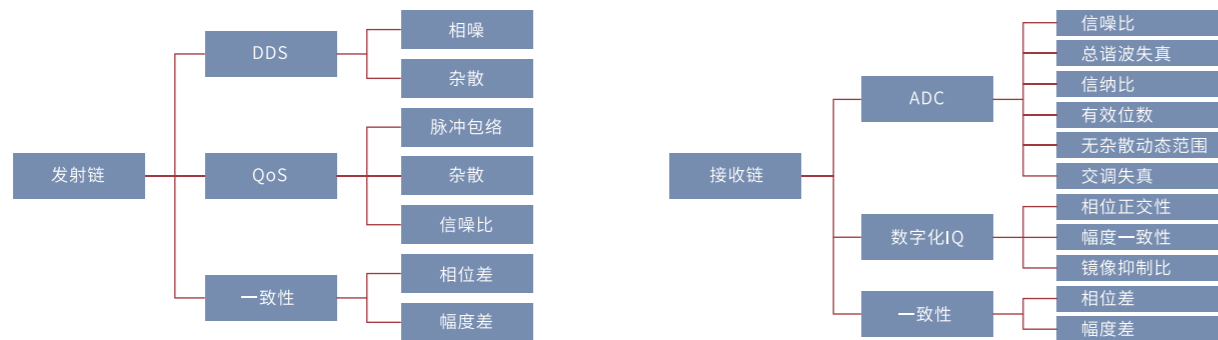 发射链
DDS
相噪
杂散
QoS
脉冲包络
杂散
信噪比
一致性
相位差
幅度差
接收链
ADC
信噪比
总谐波失真
信纳比
有效位数
无杂散动态范围
交调失真
数字化IQ
相位正交性
幅度一致性
镜像抑制比
一致性
相位差
幅度差